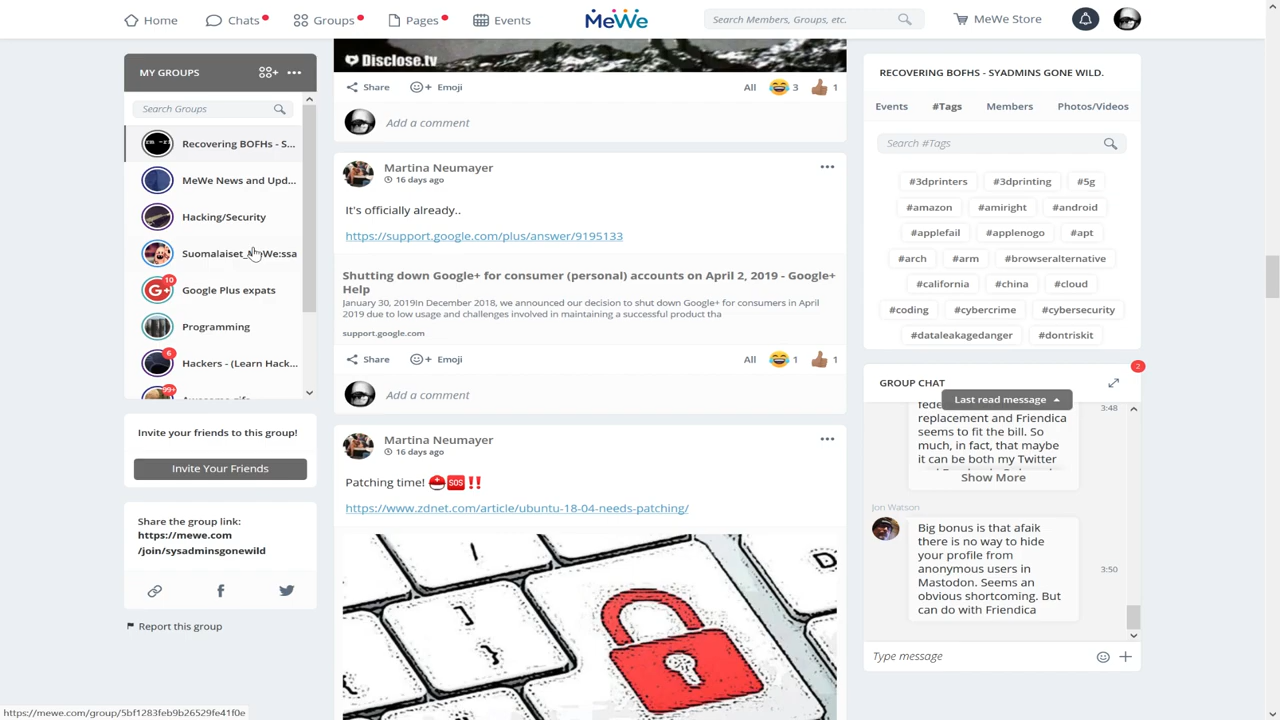 Home
Chats
Groups
Pages
Events
MeWe
Search Members, Groups, etc.
MeWe Store
MY GROUPS
Search Groups
Recovering BOFHs - S...
MeWe News and Upd...
Hacking/Security
Suomalaiset
We:ssa
10
Google Plus expats
Programming
6
Hackers - (Learn Hack...
99+
Awesome gifs
Invite your friends to this group!
Invite Your Friends
Share the group link:
https://mewe.com
/join/sysadminsgonewild
Report this group
Disclose.tv
Share
Emoji
All
3
1
Add a comment
Martina Neumayer
16 days ago
It's officially already..
https://support.google.com/plus/answer/9195133
Shutting down Google+ for consumer (personal) accounts on April 2, 2019 - Google+
Help
January 30, 2019In December 2018, we announced our decision to shut down Google+ for consumers in April
2019 due to low usage and challenges involved in maintaining a successful product tha
support.google.com
Share
Emoji
All
1
1
Add a comment
Martina Neumayer
16 days ago
Patching time! ⛑🆘‼
https://www.zdnet.com/article/ubuntu-18-04-needs-patching/
RECOVERING BOFHS - SYADMINS GONE WILD.
Events
#Tags
Members
Photos/Videos
Search #Tags
#3dprinters
#3dprinting
#5g
#amazon
#amiright
#android
#applefail
#applenogo
#apt
#arch
#arm
#browseralternative
#california
#china
#cloud
#coding
#cybercrime
#cybersecurity
#dataleakagedanger
#dontriskit
2
GROUP CHAT
Last read message
3:48
replacement and Friendica
seems to fit the bill. So
much, in fact, that maybe
it can be both my Twitter
Show More
Jon Watson
Big bonus is that afaik
there is no way to hide
your profile from
anonymous users in
Mastodon. Seems an
obvious shortcoming. But
can do with Friendica
3:50
Type message
https://mewe.com/group/5bf1283feb9b26529fe41f0e